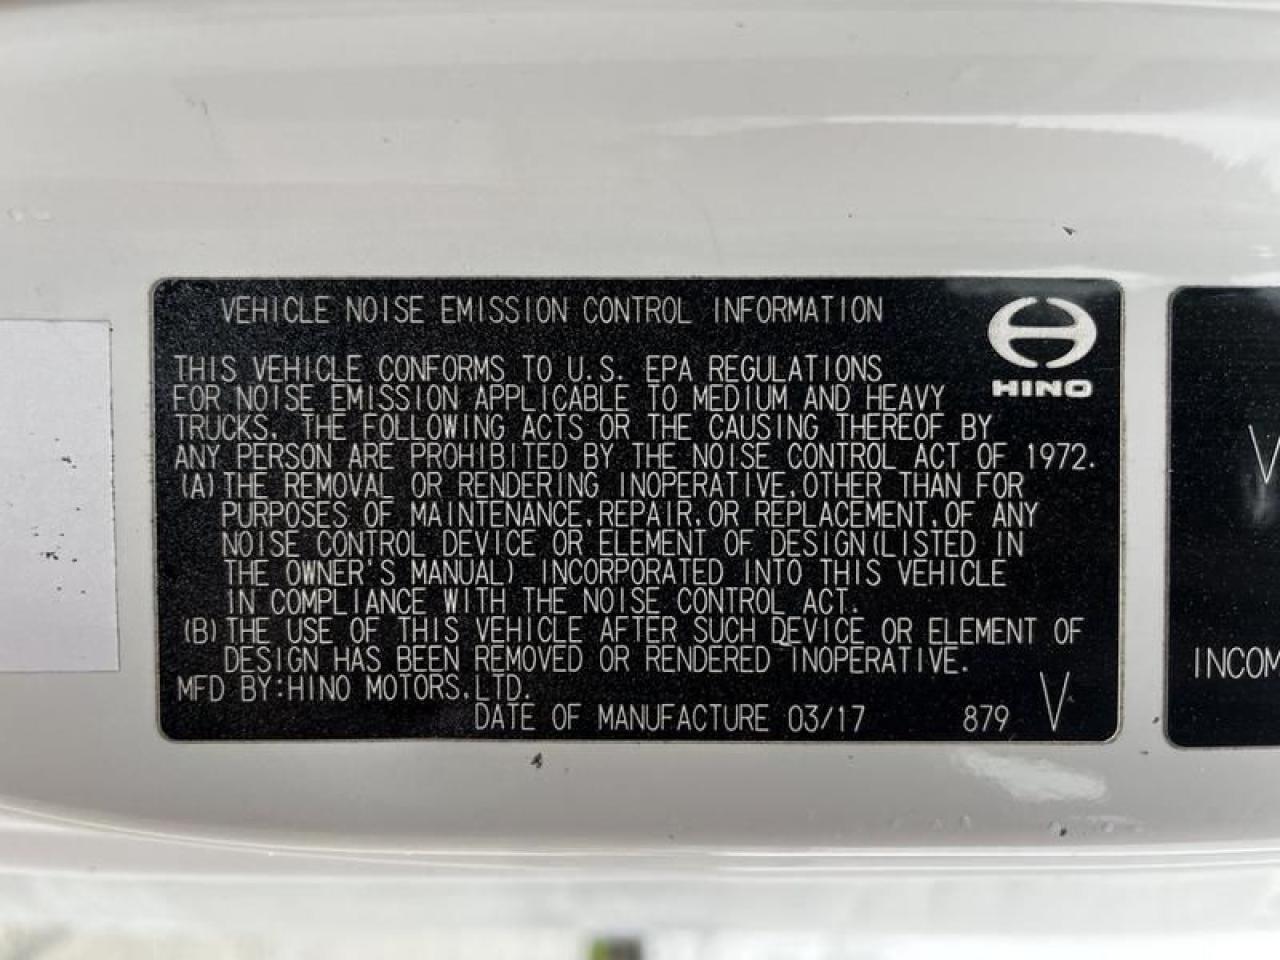 VEHICLE NOISE EMISSION CONTROL INFORMATION
HINO
THIS VEHICLE CONFORMS TO U.S. EPA REGULATIONS
FOR NOISE EMISSION APPLICABLE TO MEDIUM AND HEAVY
TRUCKS. THE FOLLOWING ACTS OR THE CAUSING THEREOF BY
ANY PERSON ARE PROHIBITED BY THE NOISE CONTROL ACT OF 1972.
(A) THE REMOVAL OR RENDERING INOPERATIVE,OTHER THAN FOR
PURPOSES OF MAINTENANCE,REPAIR,OR REPLACEMENT,OF ANY
NOISE CONTROL DEVICE OR ELEMENT OF DESIGN(LISTED IN
THE OWNER'S MANUAL) INCORPORATED INTO THIS VEHICLE
IN COMPLIANCE WITH THE NOISE CONTROL ACT.
(B) THE USE OF THIS VEHICLE AFTER SUCH DEVICE OR ELEMENT OF
DESIGN HAS BEEN REMOVED OR RENDERED INOPERATIVE.
MFD BY:HINO MOTORS,LTD.
DATE OF MANUFACTURE 03/17 879 V
V
INCOM